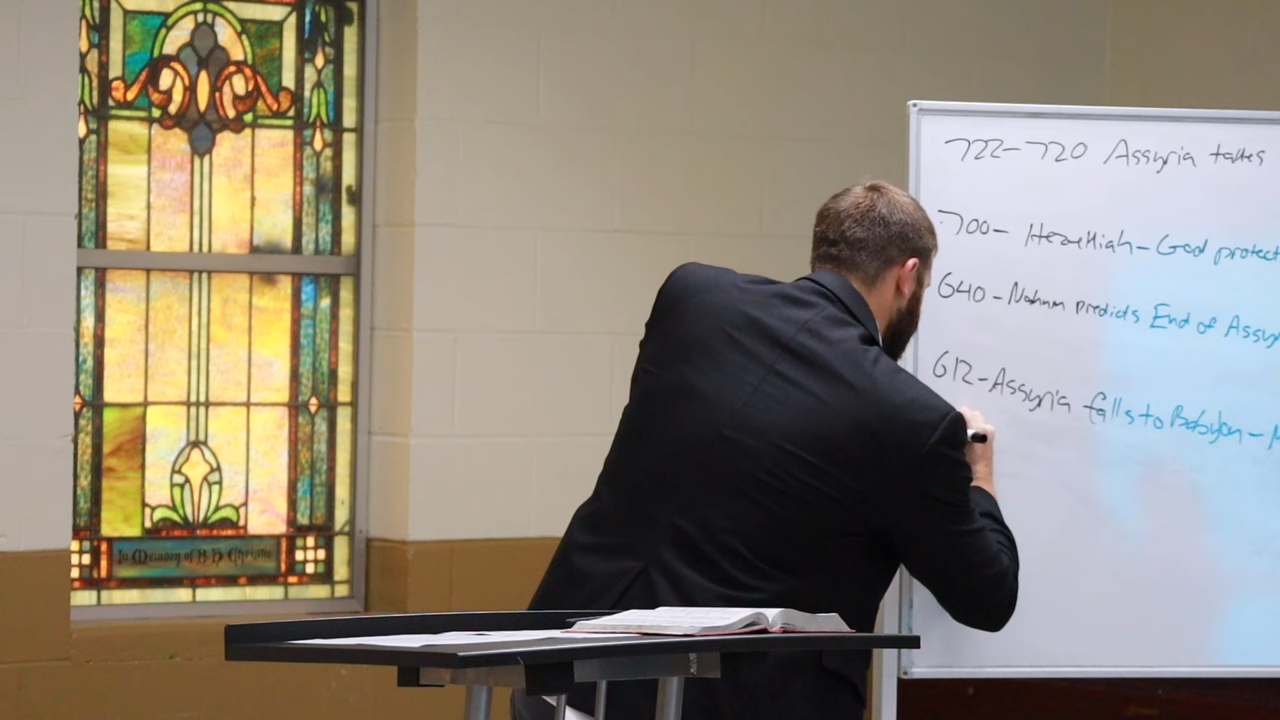 In Memory of B B Christie
722-720 Assyria takes
700- Hezekiah-God protect
640-Nahum predicts End of Assy
612-Assyria falls to Babylon-